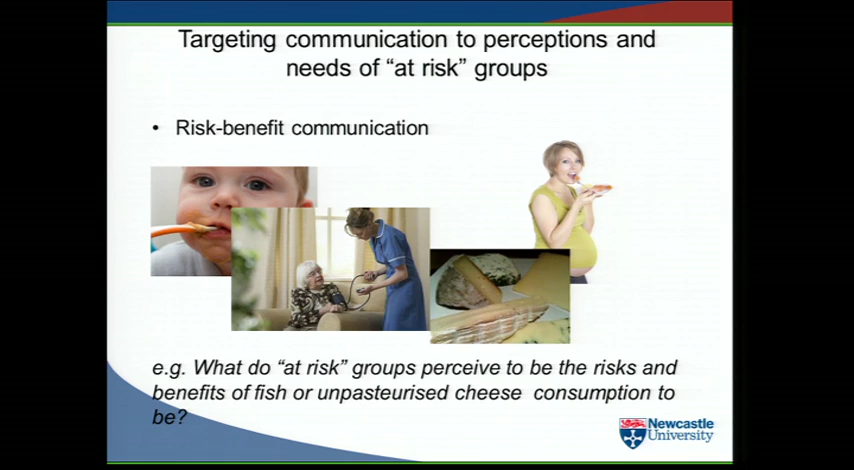 Targeting communication to perceptions and
needs of “at risk” groups
• Risk-benefit communication
e.g. What do “at risk” groups perceive to be the risks and
benefits of fish or unpasteurised cheese consumption to
be?
Newcastle
University